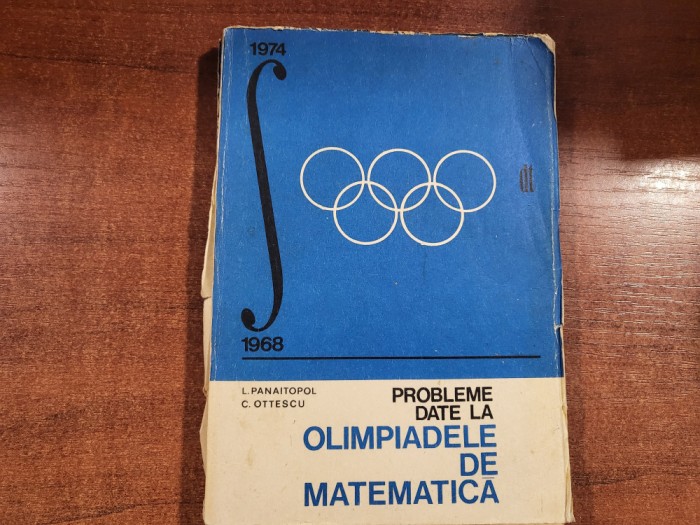 1974
dt
1968
L. PANAITOPOL
C. OTTESCU
PROBLEME
DATE LA
OLIMPIADELE
DE
MATEMATICĂ